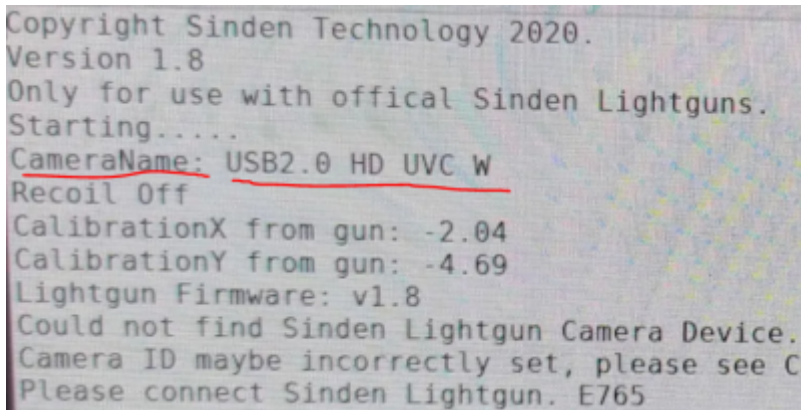 Copyright Sinden Technology 2020.
Version 1.8
Only for use with offical Sinden Lightguns.
Starting.....
CameraName: USB2.0 HD UVC W
Recoil Off
CalibrationX from gun: -2.04
CalibrationY from gun: -4.69
Lightgun Firmware: v1.8
Could not find Sinden Lightgun Camera Device.
Camera ID maybe incorrectly set, please see C
Please connect Sinden Lightgun. E765